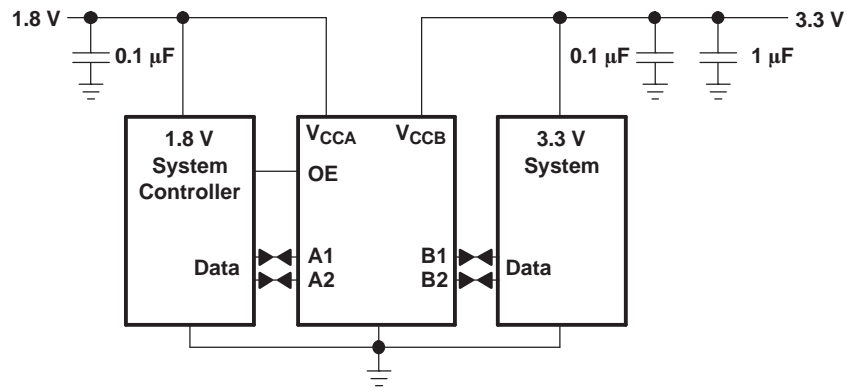 1.8 V
3.3 V
0.1 μF
0.1 μF
1 μF
1.8 V
System
Controller
Data
VCCA
VCCB
OE
A1
A2
B1
B2
3.3 V
System
Data